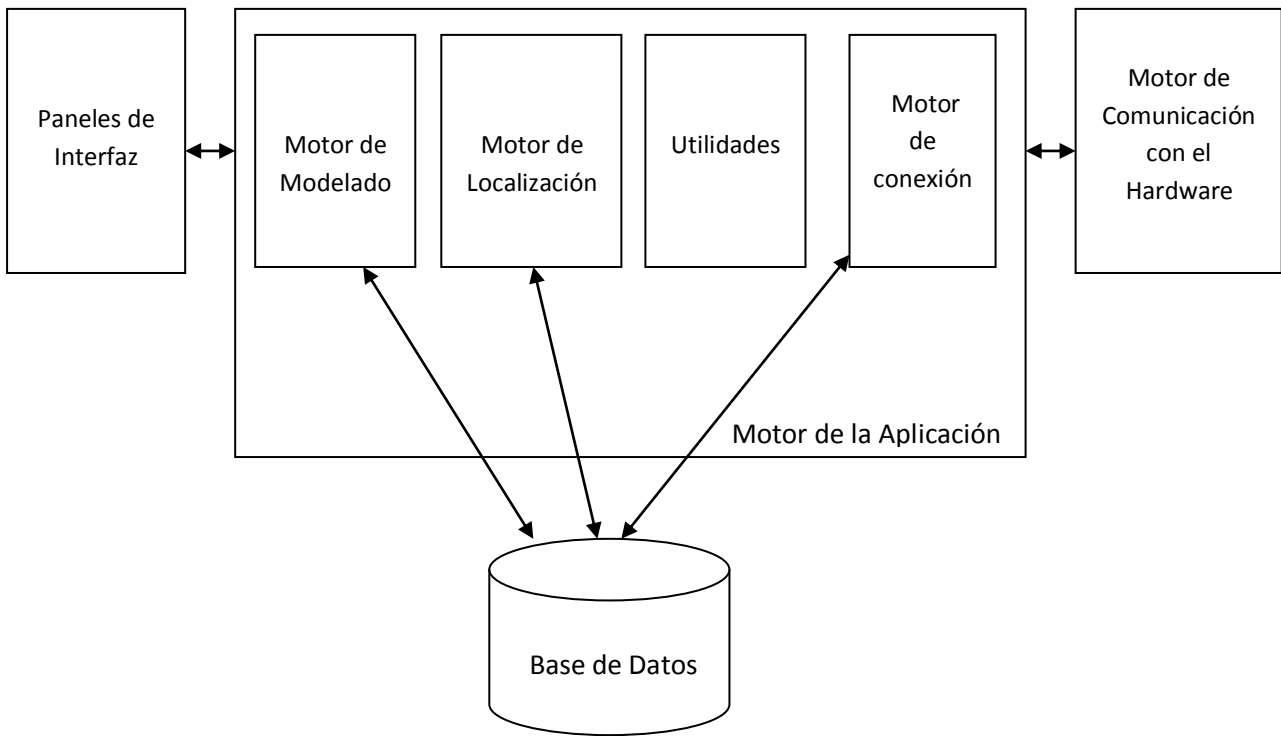 Paneles de
Interfaz
Motor de
Modelado
Motor de
Localización
Utilidades
Motor
de
conexión
Motor de
Comunicación
con el
Hardware
Motor de la Aplicación
Base de Datos